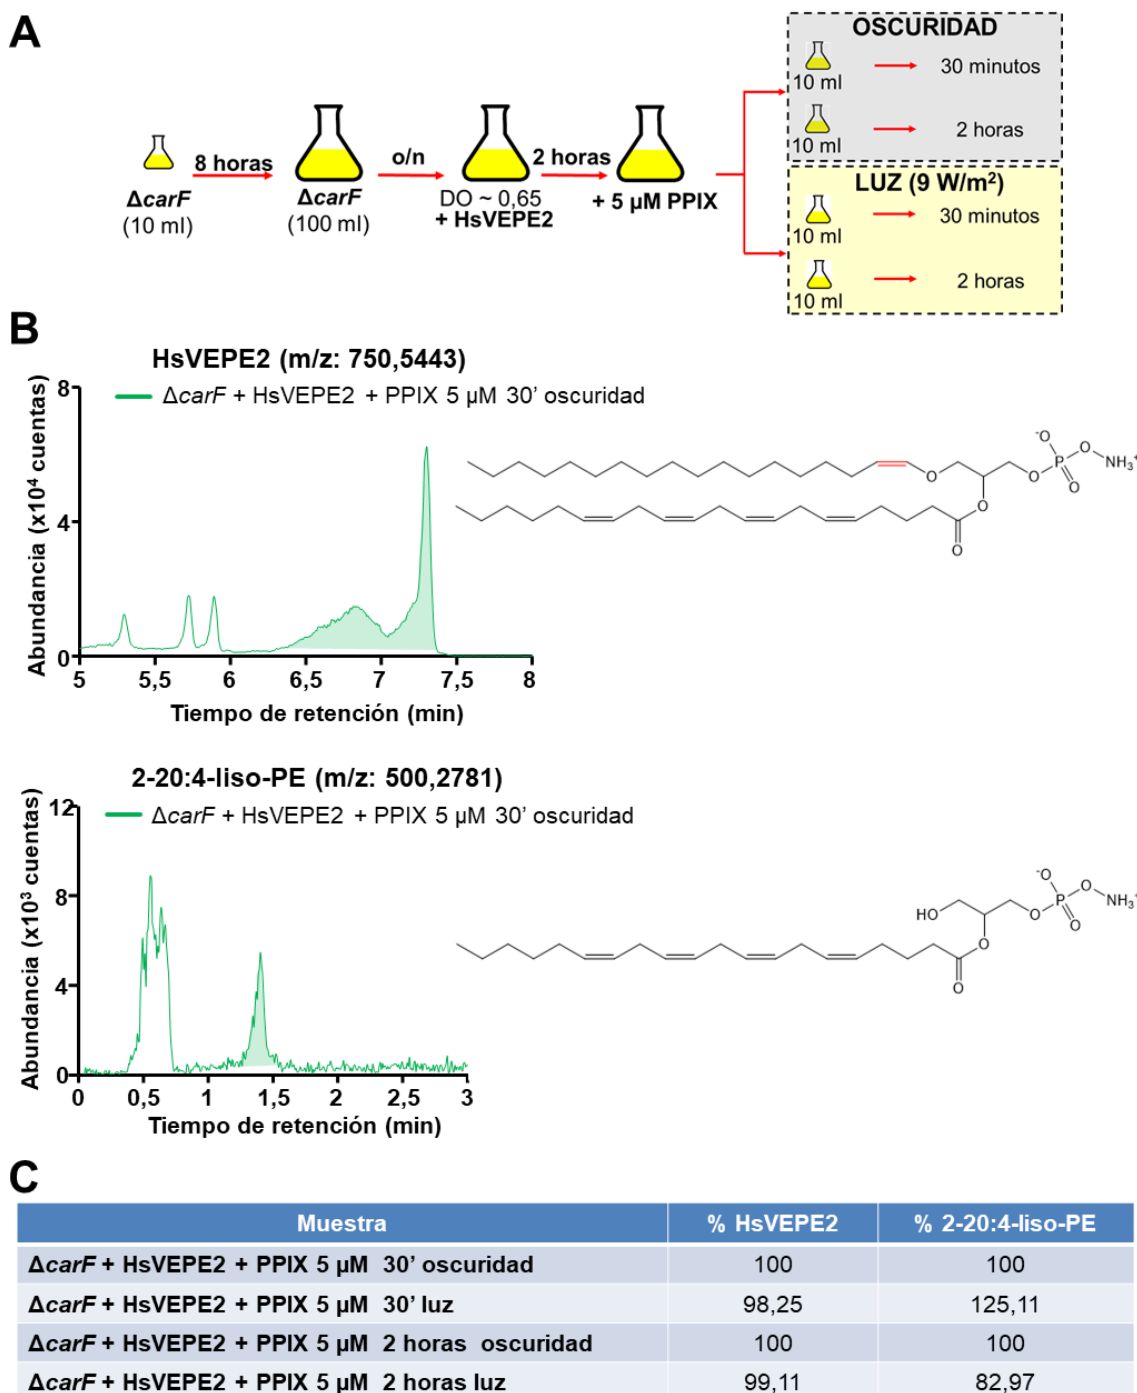 A
8 horas
o/n
2 horas
ΔcarF
(10 ml)
ΔcarF
(100 ml)
DO ~ 0,65
+ HsVEPE2
+ 5 µM PPIX
OSCURIDAD
10 ml
30 minutos
10 ml
2 horas
LUZ (9 W/m²)
10 ml
30 minutos
10 ml
2 horas
B
HsVEPE2 (m/z: 750,5443)
ΔcarF + HsVEPE2 + PPIX 5 µM 30’ oscuridad
Abundancia (x10⁴ cuentas)
8
4
0
5 5,5 6 6,5 7 7,5 8
Tiempo de retención (min)
⁻O
P
O
O
O
NH₃⁺
O
O
O
2-20:4-liso-PE (m/z: 500,2781)
ΔcarF + HsVEPE2 + PPIX 5 µM 30’ oscuridad
Abundancia (x10³ cuentas)
12
8
4
0
0 0,5 1 1,5 2 2,5 3
Tiempo de retención (min)
⁻O
HO
O
P
O
O
NH₃⁺
O
O
C
Muestra % HsVEPE2 % 2-20:4-liso-PE
ΔcarF + HsVEPE2 + PPIX 5 µM 30’ oscuridad 100 100
ΔcarF + HsVEPE2 + PPIX 5 µM 30’ luz 98,25 125,11
ΔcarF + HsVEPE2 + PPIX 5 µM 2 horas oscuridad 100 100
ΔcarF + HsVEPE2 + PPIX 5 µM 2 horas luz 99,11 82,97